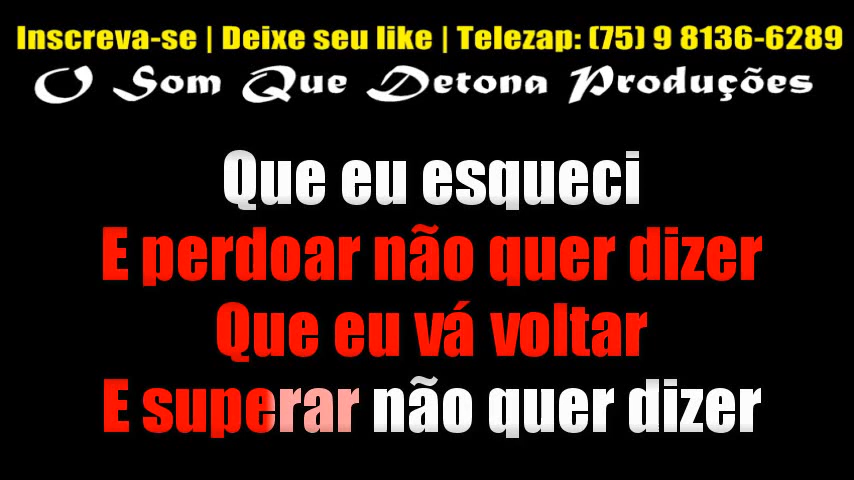 Inscreva-se | Deixe seu like | Telezap: (75) 9 8136-6289
O Som Que Detona Produções
Que eu esqueci
E perdoar não quer dizer
Que eu vá voltar
E superar não quer dizer